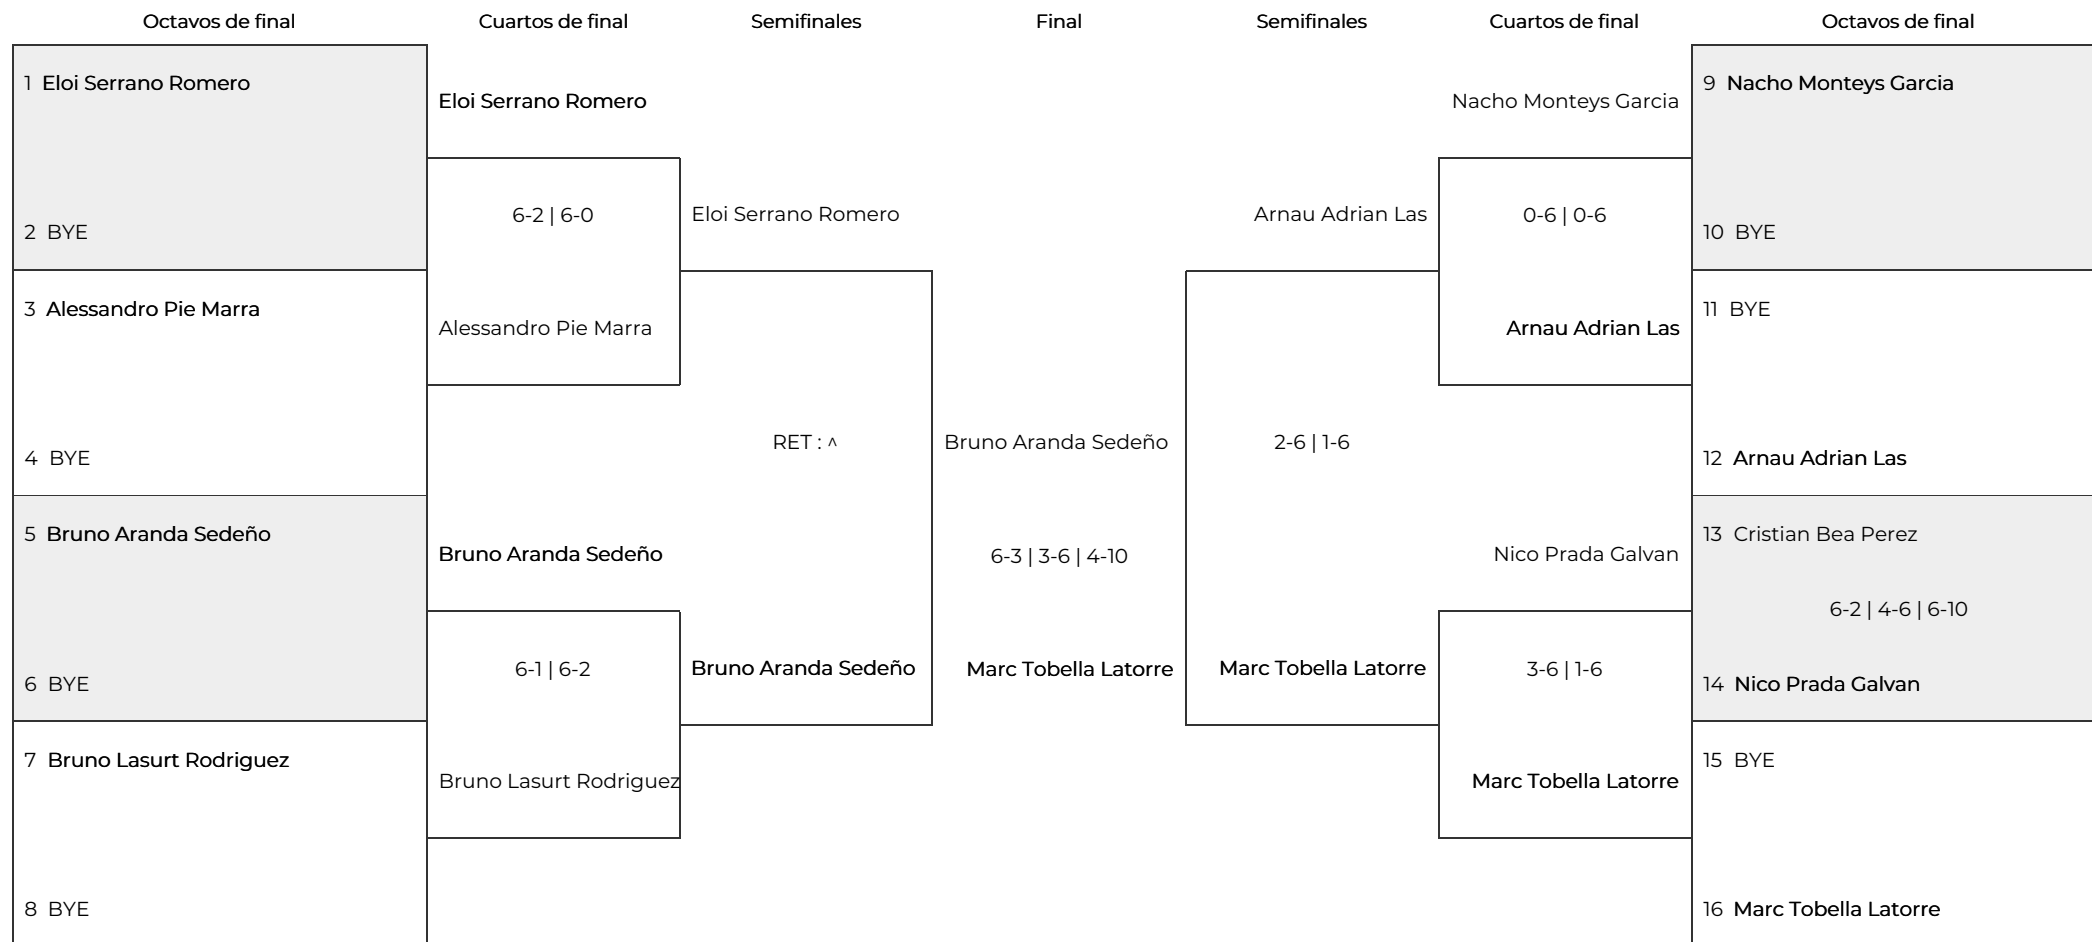 Octavos de final
Cuartos de final
Semifinales
Final
Semifinales
Cuartos de final
Octavos de final
1 Eloi Serrano Romero
2 BYE
3 Alessandro Pie Marra
4 BYE
5 Bruno Aranda Sedeño
6 BYE
7 Bruno Lasurt Rodriguez
8 BYE
Eloi Serrano Romero
6-2 | 6-0
Alessandro Pie Marra
Bruno Aranda Sedeño
6-1 | 6-2
Bruno Lasurt Rodriguez
Eloi Serrano Romero
RET : ^
Bruno Aranda Sedeño
Bruno Aranda Sedeño
6-3 | 3-6 | 4-10
Marc Tobella Latorre
Arnau Adrian Las
2-6 | 1-6
Marc Tobella Latorre
Nacho Monteys Garcia
0-6 | 0-6
Arnau Adrian Las
Nico Prada Galvan
3-6 | 1-6
Marc Tobella Latorre
9 Nacho Monteys Garcia
10 BYE
11 BYE
12 Arnau Adrian Las
13 Cristian Bea Perez
6-2 | 4-6 | 6-10
14 Nico Prada Galvan
15 BYE
16 Marc Tobella Latorre